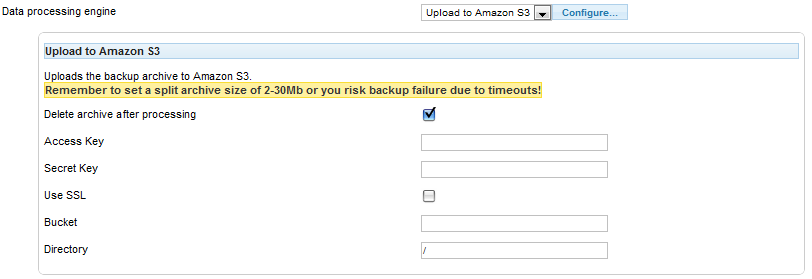 Data processing engine Upload to Amazon S3 Configure...
Upload to Amazon S3
Uploads the backup archive to Amazon S3.
Remember to set a split archive size of 2-30Mb or you risk backup failure due to timeouts!
Delete archive after processing
Access Key
Secret Key
Use SSL
Bucket
Directory /